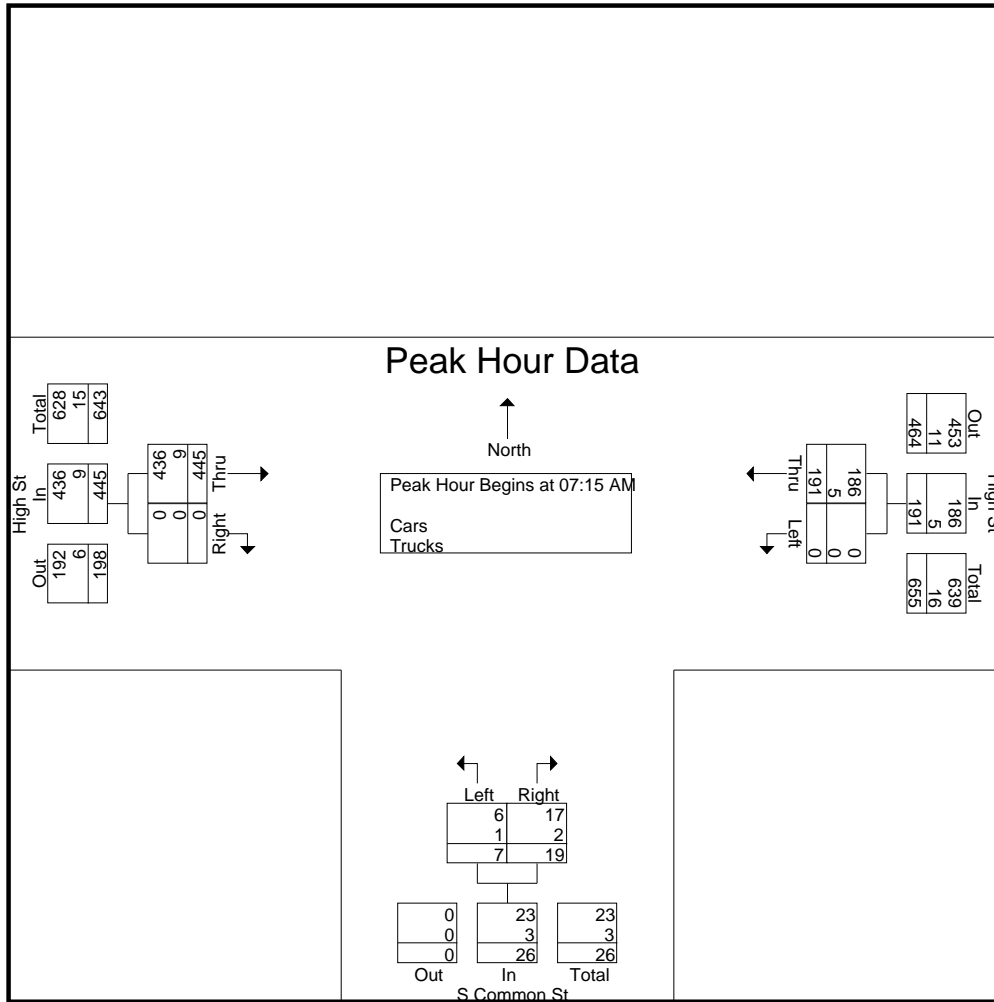 Peak Hour Data
North
Peak Hour Begins at 07:15 AM
Cars
Trucks
High St
Total
628
15
643
In
436
9
445
Out
192
6
198
Thru
436
9
445
Right
0
0
0
Thru
186
5
191
Left
0
0
0
Out
453
11
464
In
186
5
191
Total
639
16
655
Left
6
1
7
Right
17
2
19
Out
0
0
0
In
23
3
26
Total
23
3
26
S Common St